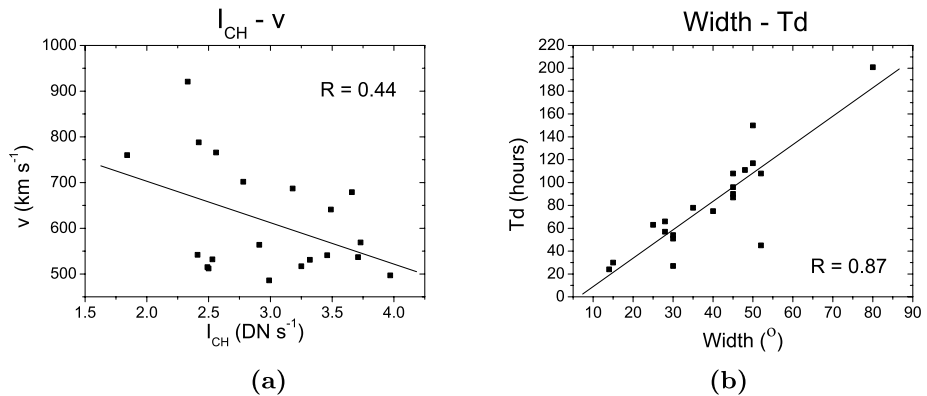 I_CH - v
1000
900
800
700
600
500
v (km s⁻¹)
R = 0.44
1.5 2.0 2.5 3.0 3.5 4.0
I_CH (DN s⁻¹)
(a)
Width - Td
220
200
180
160
140
120
100
80
60
40
20
0
Td (hours)
R = 0.87
10 20 30 40 50 60 70 80 90
Width (°)
(b)